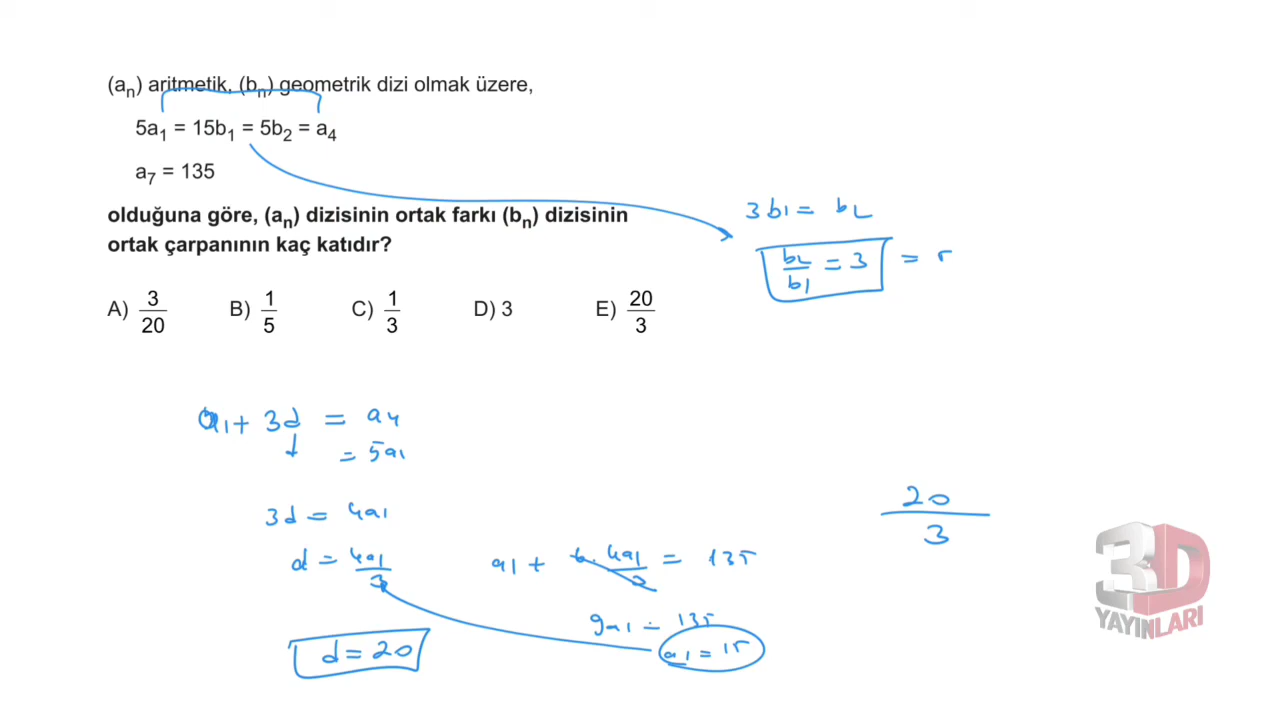 (aₙ) aritmetik, (bₙ) geometrik dizi olmak üzere,
5a₁ = 15b₁ = 5b₂ = a₄
a₇ = 135
olduğuna göre, (aₙ) dizisinin ortak farkı (bₙ) dizisinin
ortak çarpanının kaç katıdır?
A) 3/20 B) 1/5 C) 1/3 D) 3 E) 20/3
3b₁ = b₂
b₂/b₁ = 3 = r
a₁ + 3d = a₄
= 5a₁
3d = 4a₁
d = 4a₁/3
a₁ + 6 · 4a₁/3 = 135
9a₁ = 135
a₁ = 15
d = 20
20/3
3D
YAYINLARI